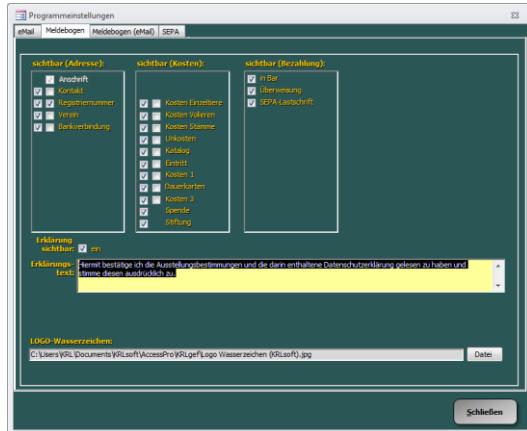 Programmeinstellungen
eMail Meldebogen Meldebogen (eMail) SEPA
sichtbar (Adresse): sichtbar (Kosten): sichtbar (Bezahlung):
Anschrift in Bar
Kontakt Überweisung
Registriernummer Kosten Einzeltiere SEPA-Lastschrift
Verein Kosten Volieren
Bankverbindung Kosten Stämme
Unkosten
Katalog
Eintritt
Kosten 1
Dauerkarten
Kosten 3
Spende
Stiftung
Erklärung
sichtbar: ein
Erklärungs-
text:
Hiermit bestätige ich die Ausstellungsbestimmungen und die darin enthaltene Datenschutzerklärung gelesen zu haben und
stimme diesen ausdrücklich zu.
LOGO-Wasserzeichen:
C:\Users\KRL\Documents\KRLsoft\AccessPro\KRLgef\Logo Wasserzeichen (KRLsoft).jpg Datei
Schließen